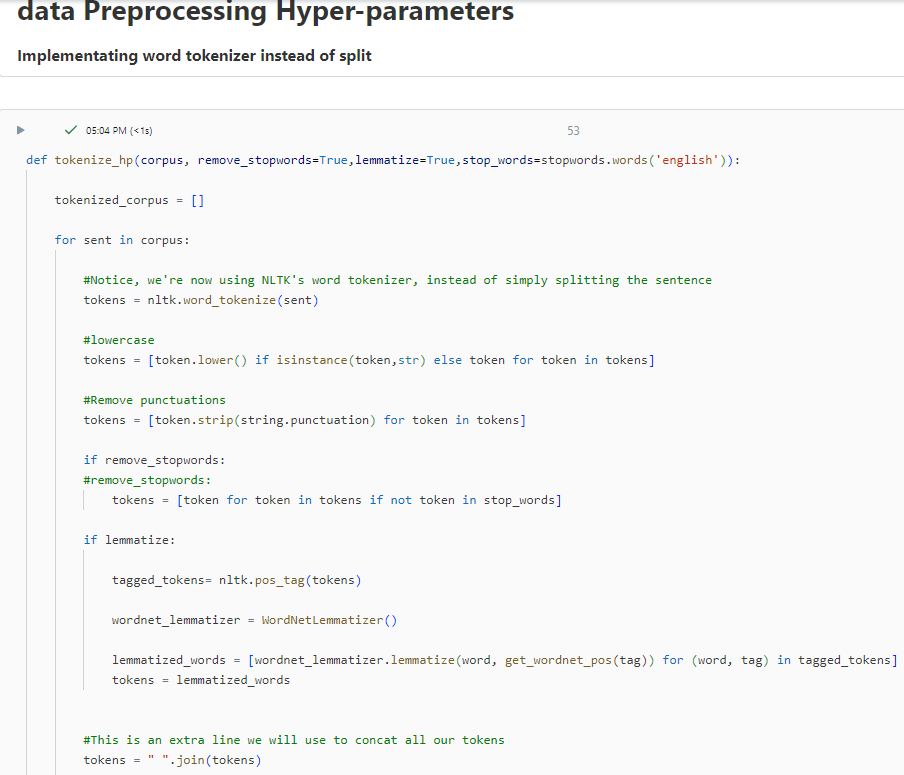 data Preprocessing Hyper-parameters
Implementating word tokenizer instead of split
05:04 PM (<1s)
53
def tokenize_hp(corpus, remove_stopwords=True,lemmatize=True,stop_words=stopwords.words('english')):
tokenized_corpus = []
for sent in corpus:
#Notice, we're now using NLTK's word tokenizer, instead of simply splitting the sentence
tokens = nltk.word_tokenize(sent)
#lowercase
tokens = [token.lower() if isinstance(token,str) else token for token in tokens]
#Remove punctuations
tokens = [token.strip(string.punctuation) for token in tokens]
if remove_stopwords:
#remove_stopwords:
tokens = [token for token in tokens if not token in stop_words]
if lemmatize:
tagged_tokens= nltk.pos_tag(tokens)
wordnet_lemmatizer = WordNetLemmatizer()
lemmatized_words = [wordnet_lemmatizer.lemmatize(word, get_wordnet_pos(tag)) for (word, tag) in tagged_tokens]
tokens = lemmatized_words
#This is an extra line we will use to concat all our tokens
tokens = " ".join(tokens)